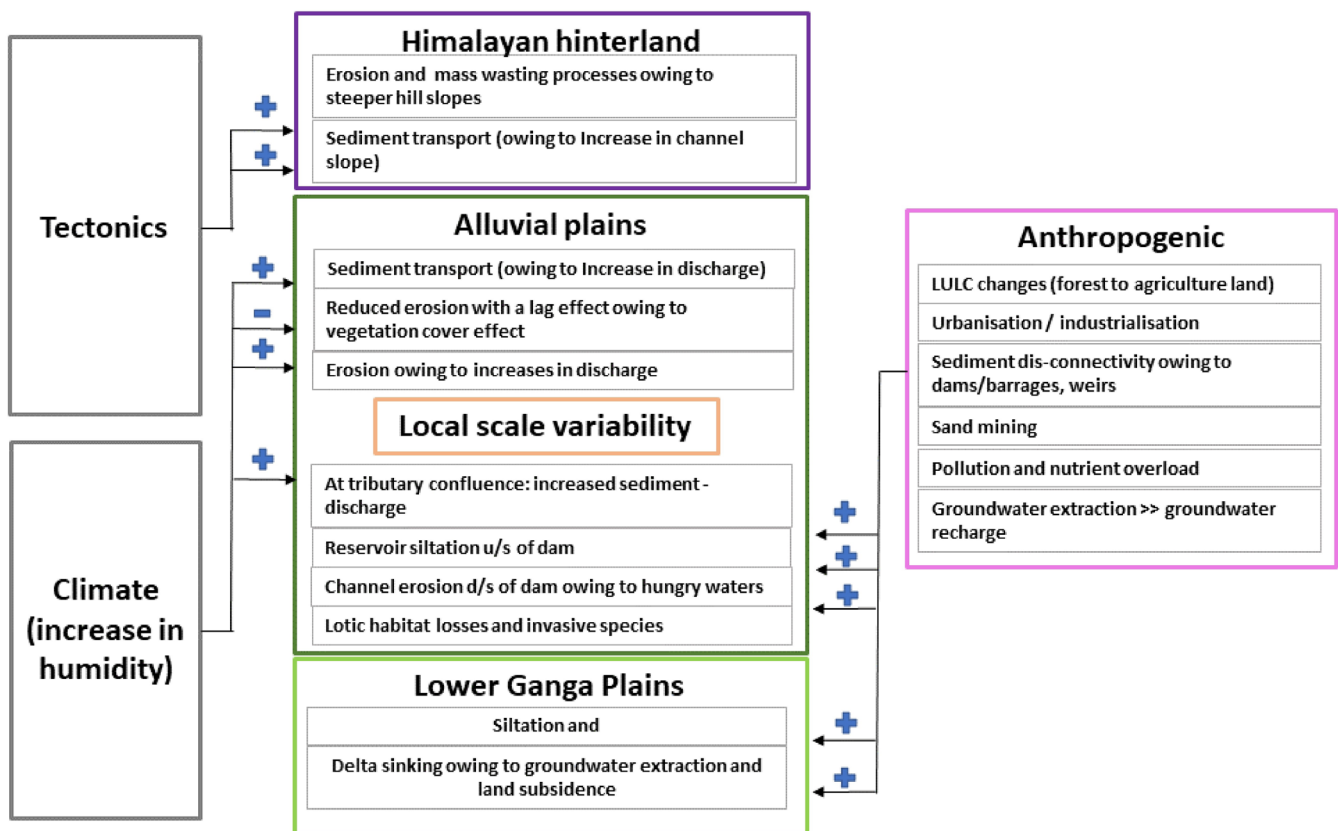 Tectonics
Climate
(increase in
humidity)
Himalayan hinterland
Erosion and mass wasting processes owing to
steeper hill slopes
Sediment transport (owing to Increase in channel
slope)
Alluvial plains
Sediment transport (owing to Increase in discharge)
Reduced erosion with a lag effect owing to
vegetation cover effect
Erosion owing to increases in discharge
Local scale variability
At tributary confluence: increased sediment -
discharge
Reservoir siltation u/s of dam
Channel erosion d/s of dam owing to hungry waters
Lotic habitat losses and invasive species
Lower Ganga Plains
Siltation and
Delta sinking owing to groundwater extraction and
land subsidence
Anthropogenic
LULC changes (forest to agriculture land)
Urbanisation / industrialisation
Sediment dis-connectivity owing to
dams/barrages, weirs
Sand mining
Pollution and nutrient overload
Groundwater extraction >> groundwater
recharge